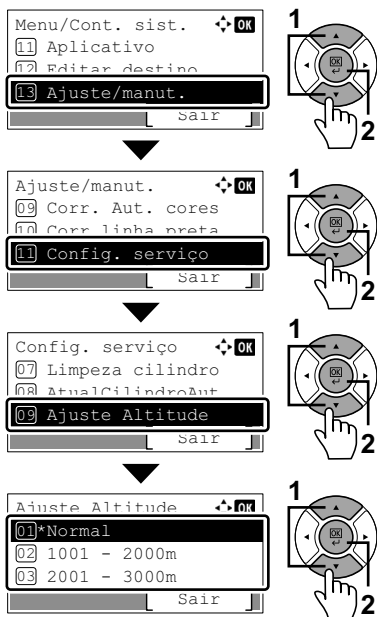 Menu/Cont. sist. OK
11 Aplicativo
12 Editar destino
13 Ajuste/manut.
[ Sair ]
1
OK
2
Ajuste/manut. OK
09 Corr. Aut. cores
10 Corr linha preta
11 Config. serviço
[ Sair ]
1
OK
2
Config. serviço OK
07 Limpeza cilindro
08 AtualCilindroAut
09 Ajuste Altitude
[ Sair ]
1
OK
2
Ajuste Altitude OK
01 *Normal
02 1001 - 2000m
03 2001 - 3000m
[ Sair ]
1
OK
2